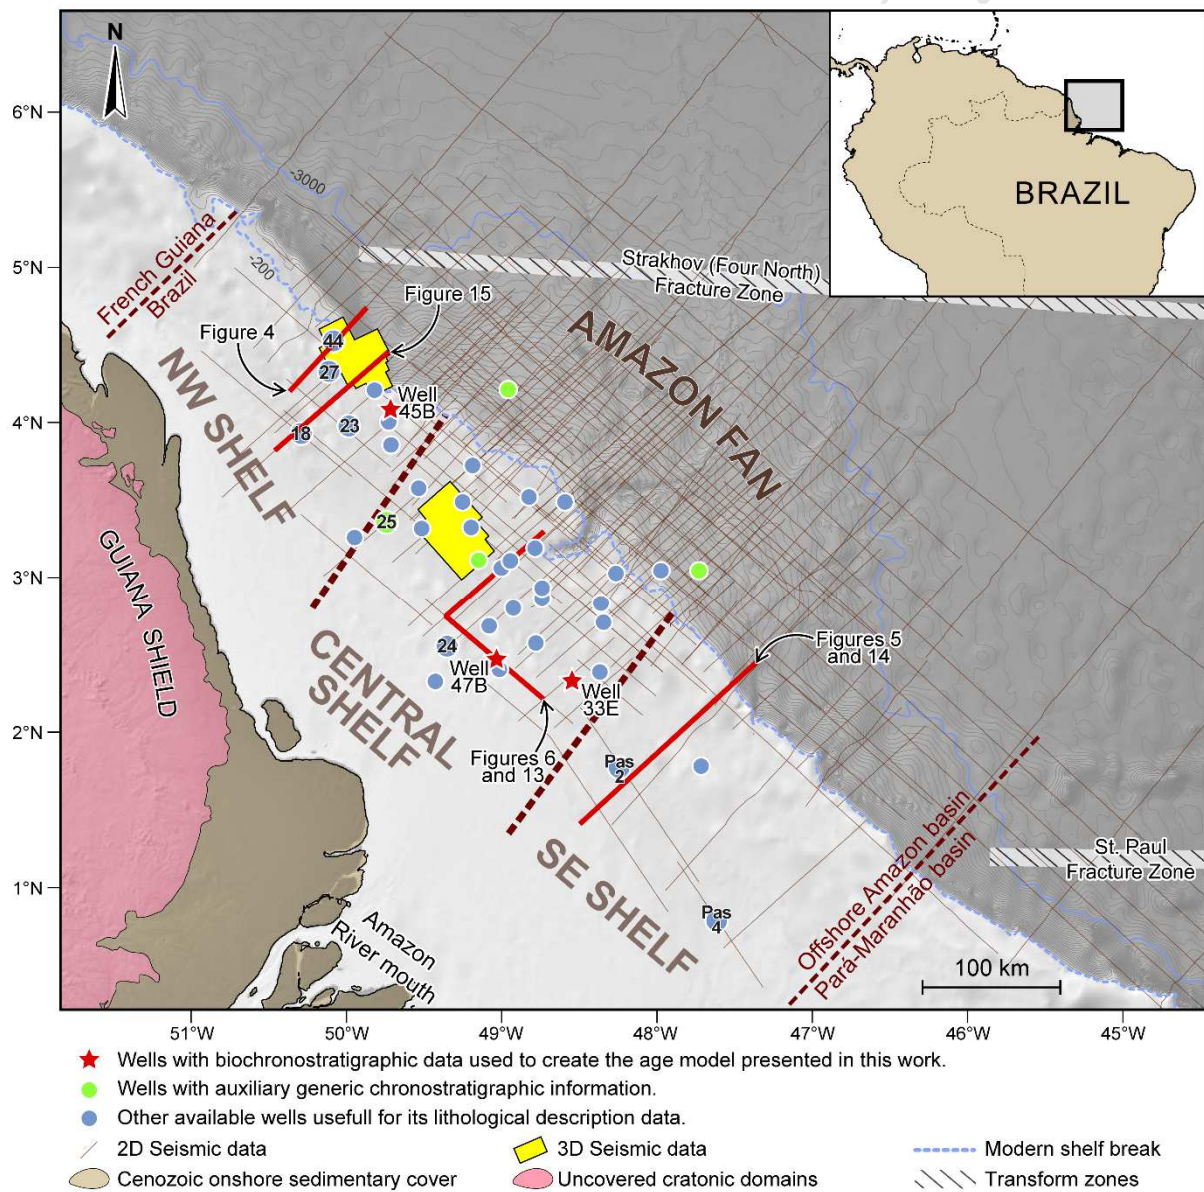 N
6°N
5°N
4°N
3°N
2°N
1°N
BRAZIL
-3000
-200
French Guiana
Brazil
Strakhov (Four North)
Fracture Zone
Figure 15
Figure 4
44
27
18
23
Well
45B
AMAZON FAN
NW SHELF
25
GUIANA SHIELD
CENTRAL
SHELF
24
Well
47B
Well
33E
Figures 5
and 14
Figures 6
and 13
Pas
2
SE SHELF
Pas
4
Offshore Amazon basin
Pará-Maranhão basin
St. Paul
Fracture Zone
Amazon
River mouth
100 km
51°W
50°W
49°W
48°W
47°W
46°W
45°W
Wells with biochronostratigraphic data used to create the age model presented in this work.
Wells with auxiliary generic chronostratigraphic information.
Other available wells usefull for its lithological description data.
2D Seismic data
3D Seismic data
Modern shelf break
Cenozoic onshore sedimentary cover
Uncovered cratonic domains
Transform zones